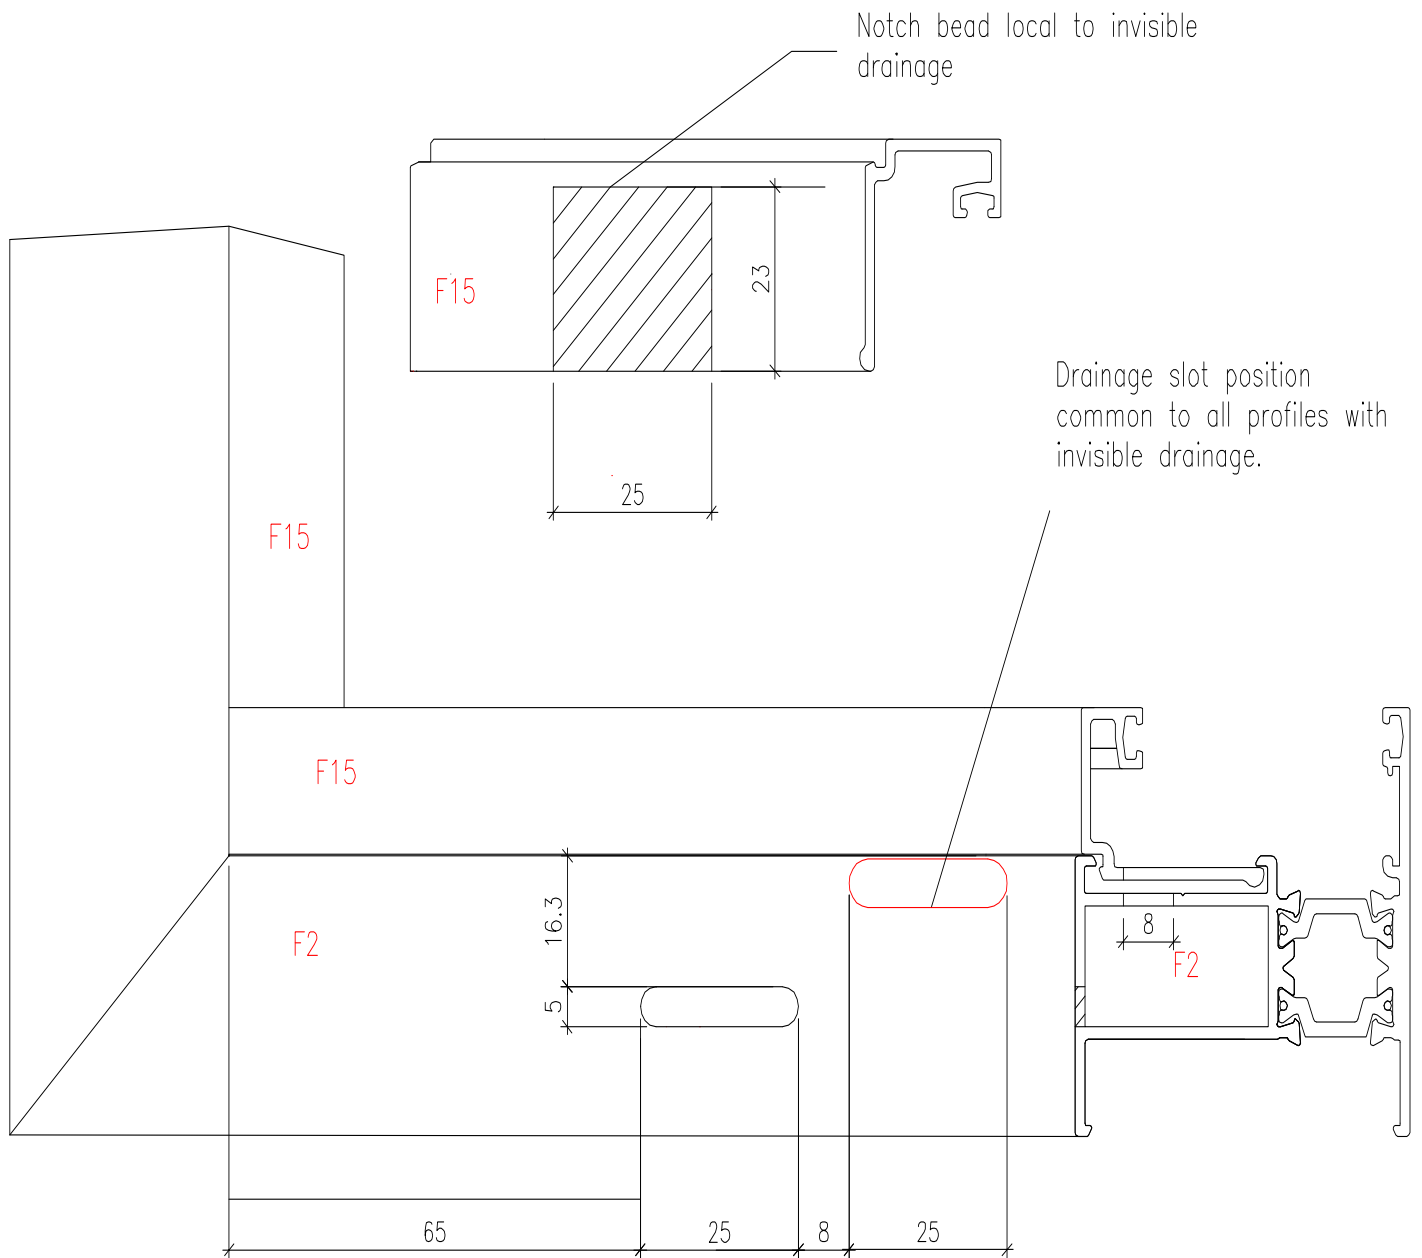 Notch bead local to invisible
drainage
F15
23
25
Drainage slot position
common to all profiles with
invisible drainage.
F15
F15
F2
16.3
5
8
F2
65
25
8
25